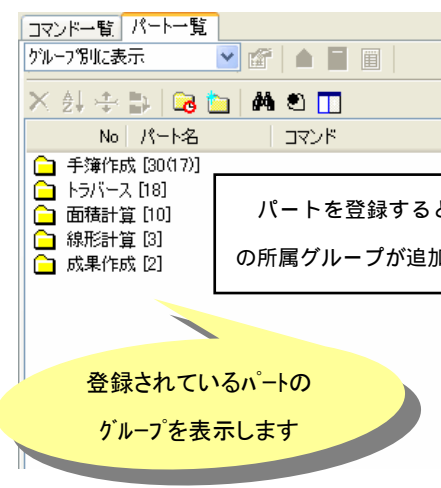 コマンド一覧 パート一覧
グループ別に表示
No パート名 コマンド
手簿作成 [30(17)]
トラバース [18]
面積計算 [10]
線形計算 [3]
成果作成 [2]
パートを登録すると
の所属グループが追加
登録されているパートの
グループを表示します